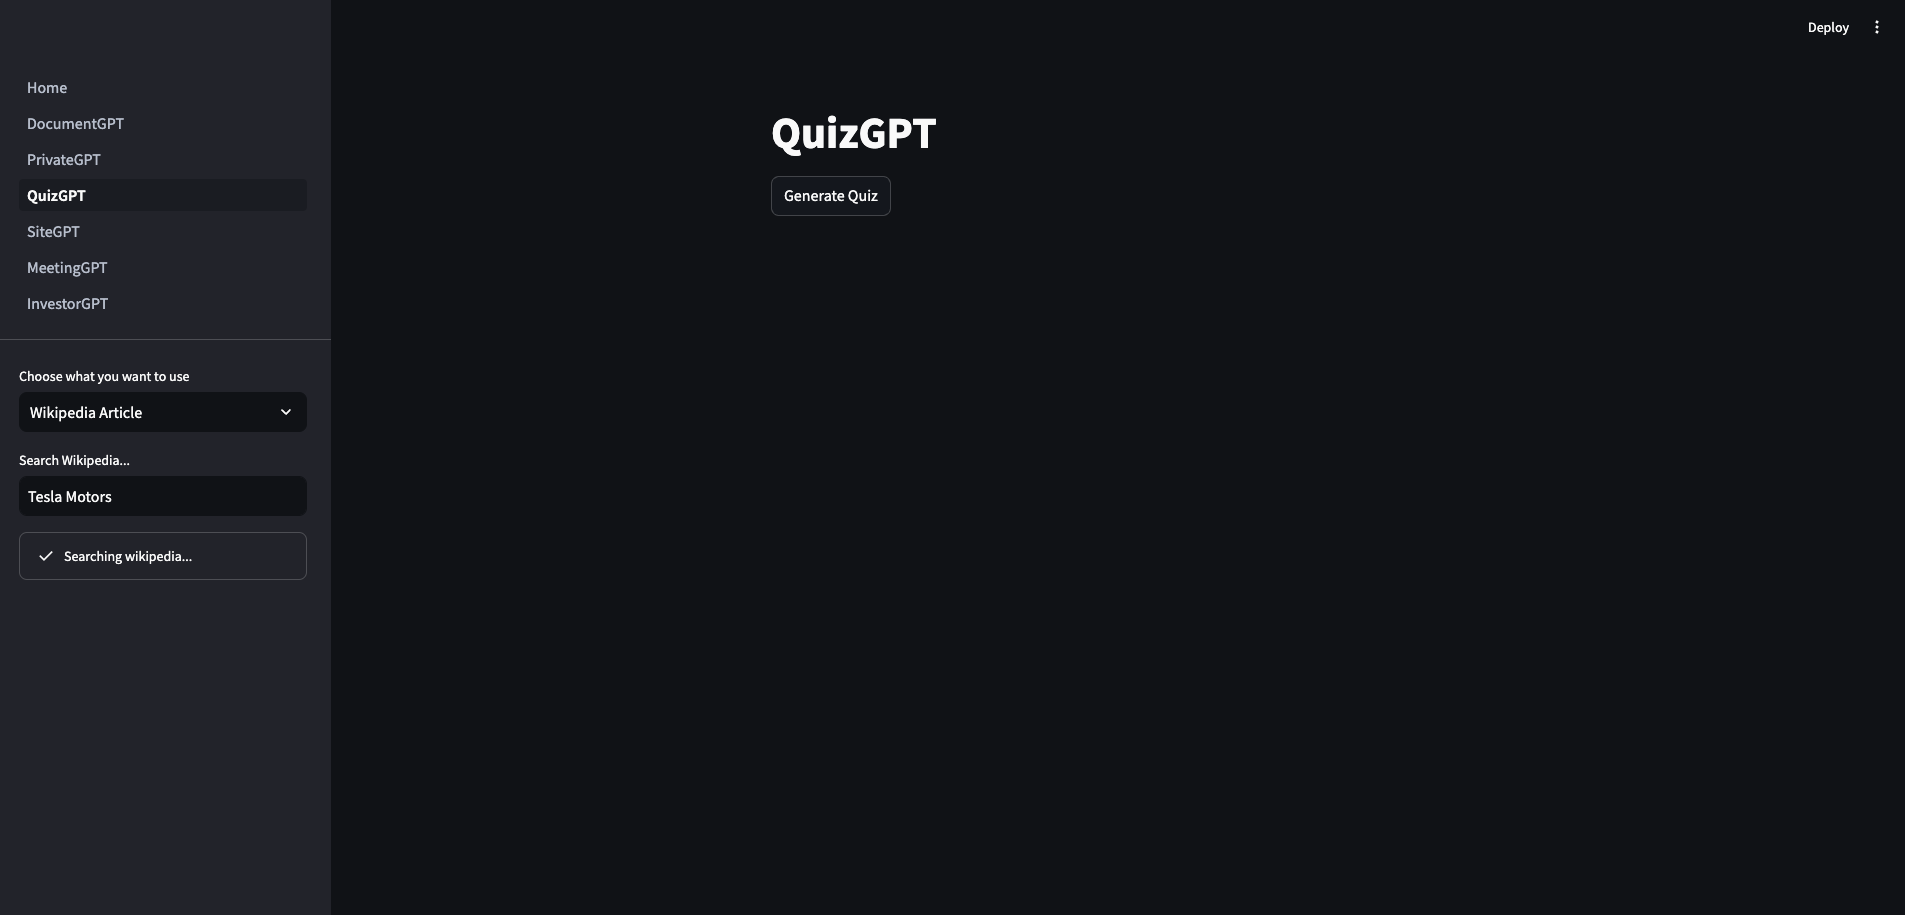 Deploy
Home
DocumentGPT
PrivateGPT
QuizGPT
SiteGPT
MeetingGPT
InvestorGPT
Choose what you want to use
Wikipedia Article
Search Wikipedia...
Tesla Motors
Searching wikipedia...
QuizGPT
Generate Quiz